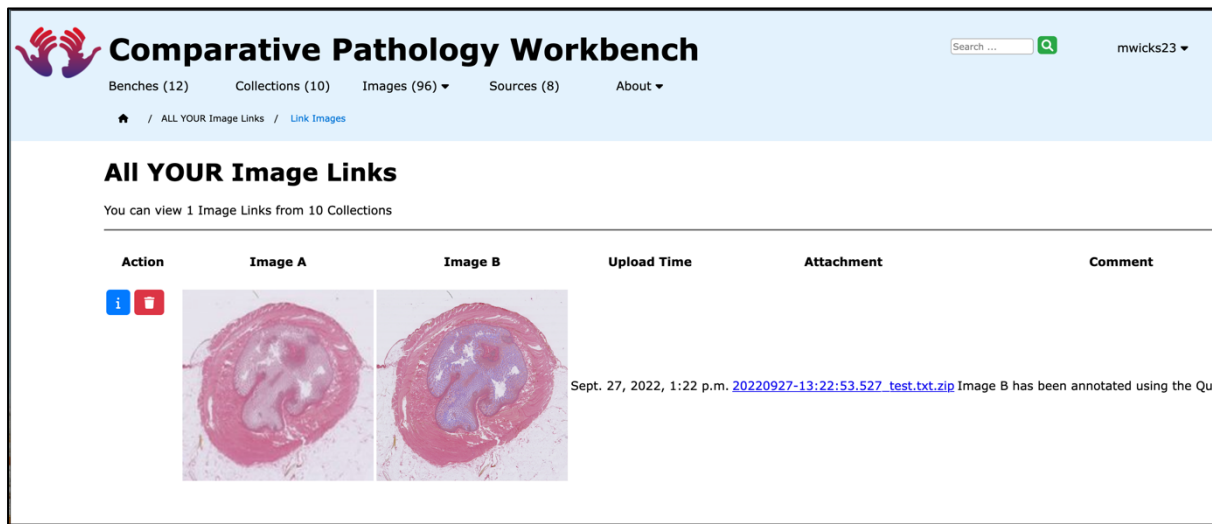 Comparative Pathology Workbench
Search ...
mwicks23
Benches (12) Collections (10) Images (96) Sources (8) About
/ ALL YOUR Image Links / Link Images
All YOUR Image Links
You can view 1 Image Links from 10 Collections
Action Image A Image B Upload Time Attachment Comment
i
Sept. 27, 2022, 1:22 p.m. 20220927-13:22:53.527_test.txt.zip Image B has been annotated using the Qu